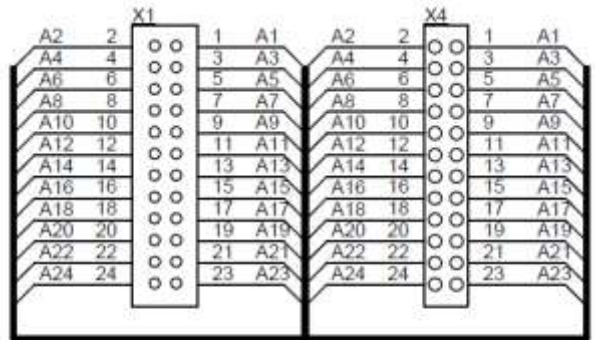 X1 X4
A2 2 1 A1 A2 2 1 A1
A4 4 3 A3 A4 4 3 A3
A6 6 5 A5 A6 6 5 A5
A8 8 7 A7 A8 8 7 A7
A10 10 9 A9 A10 10 9 A9
A12 12 11 A11 A12 12 11 A11
A14 14 13 A13 A14 14 13 A13
A16 16 15 A15 A16 16 15 A15
A18 18 17 A17 A18 18 17 A17
A20 20 19 A19 A20 20 19 A19
A22 22 21 A21 A22 22 21 A21
A24 24 23 A23 A24 24 23 A23